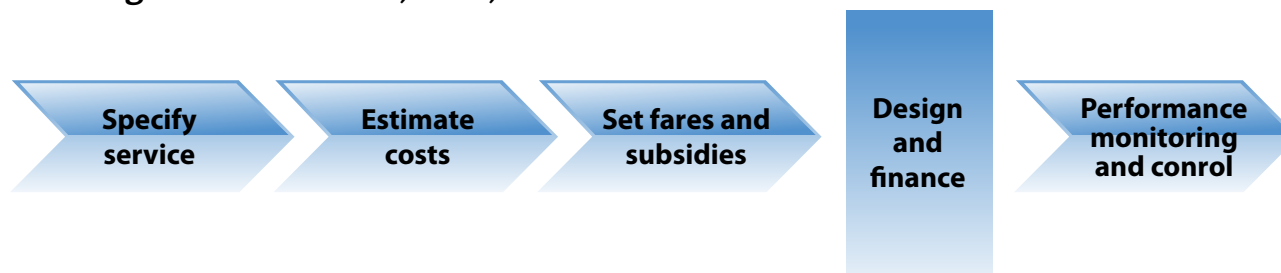 Specify
service
Estimate
costs
Set fares and
subsidies
Design
and
finance
Performance
monitoring
and conrol